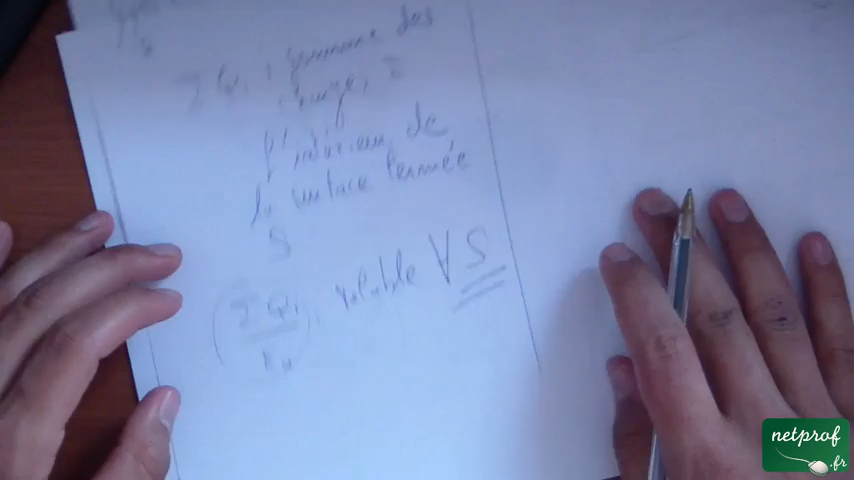 Σ Qi : somme des
charges à
l'intérieur de
la surface fermée
S
(Σ Qi / ε0), valable ∀ S
netprof
.fr